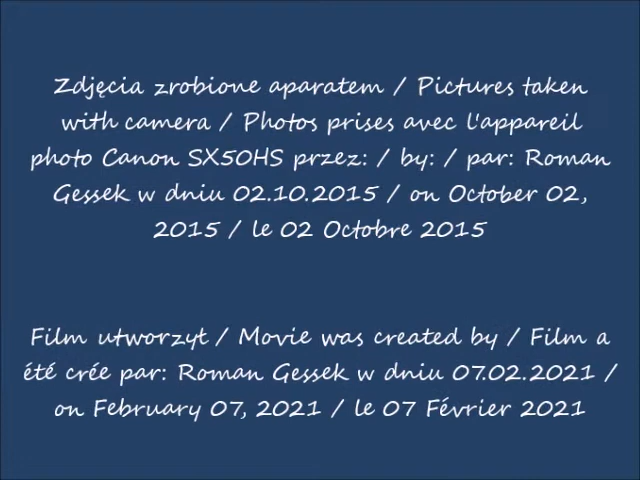 Zdjęcia zrobione aparatem / Pictures taken
with camera / Photos prises avec l'appareil
photo Canon SX50HS przez: / by: / par: Roman
Gessek w dniu 02.10.2015 / on October 02,
2015 / le 02 Octobre 2015
Film utworzył / Movie was created by / Film a
été crée par: Roman Gessek w dniu 07.02.2021 /
on February 07, 2021 / le 07 Février 2021